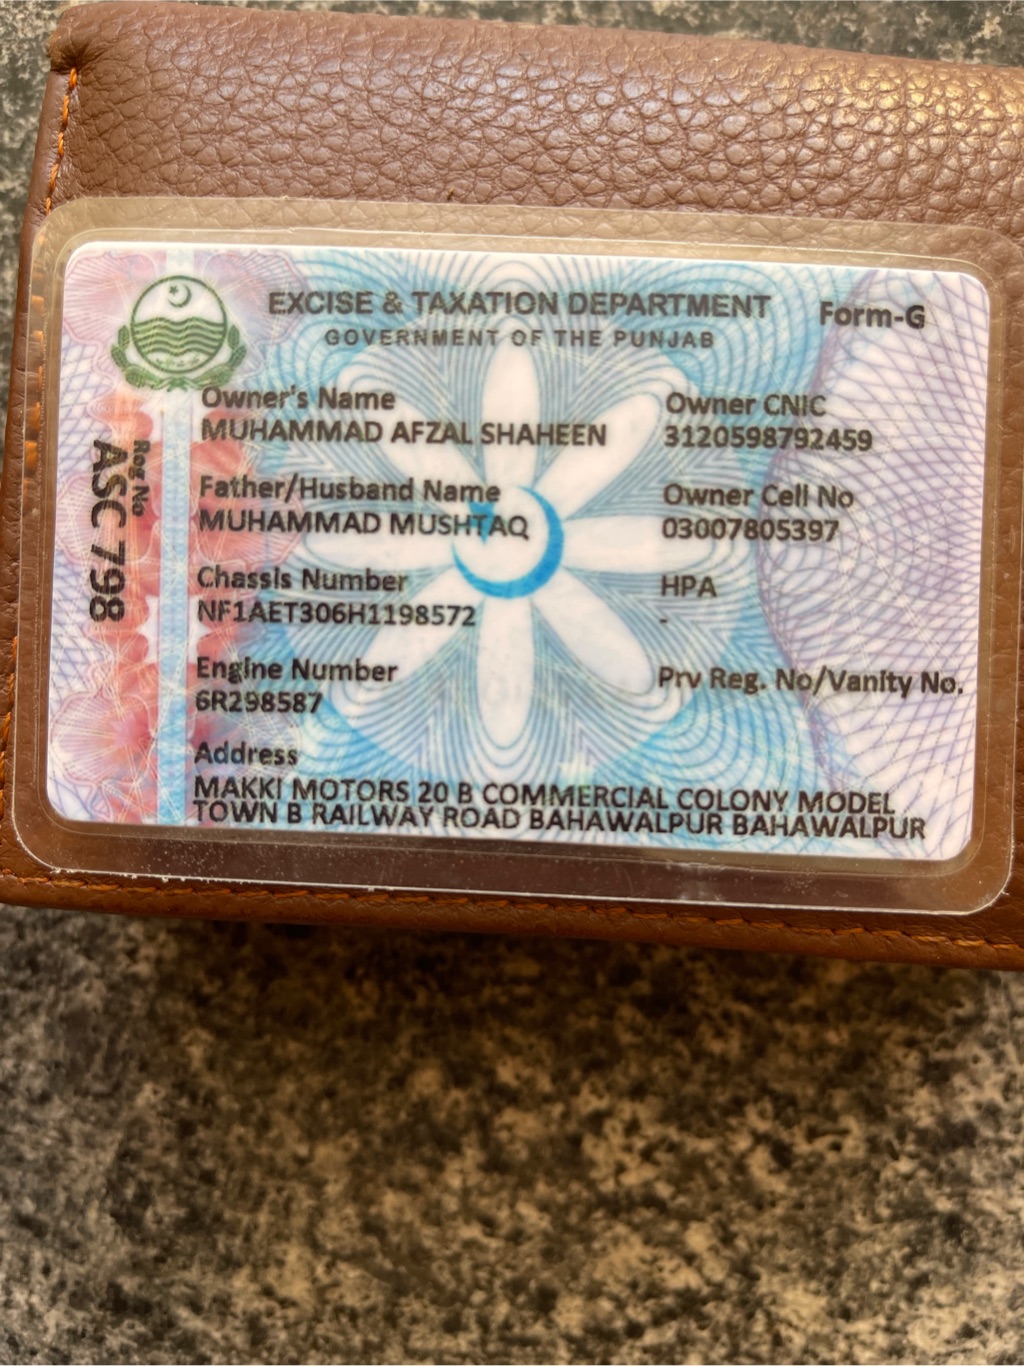 EXCISE & TAXATION DEPARTMENT
Form-G
GOVERNMENT OF THE PUNJAB
Reg No
ASC 798
Owner's Name
MUHAMMAD AFZAL SHAHEEN
Owner CNIC
3120598792459
Father/Husband Name
MUHAMMAD MUSHTAQ
Owner Cell No
03007805397
Chassis Number
NF1AET306H1198572
HPA
-
Engine Number
6R298587
Prv Reg. No/Vanity No.
Address
MAKKI MOTORS 20 B COMMERCIAL COLONY MODEL
TOWN B RAILWAY ROAD BAHAWALPUR BAHAWALPUR